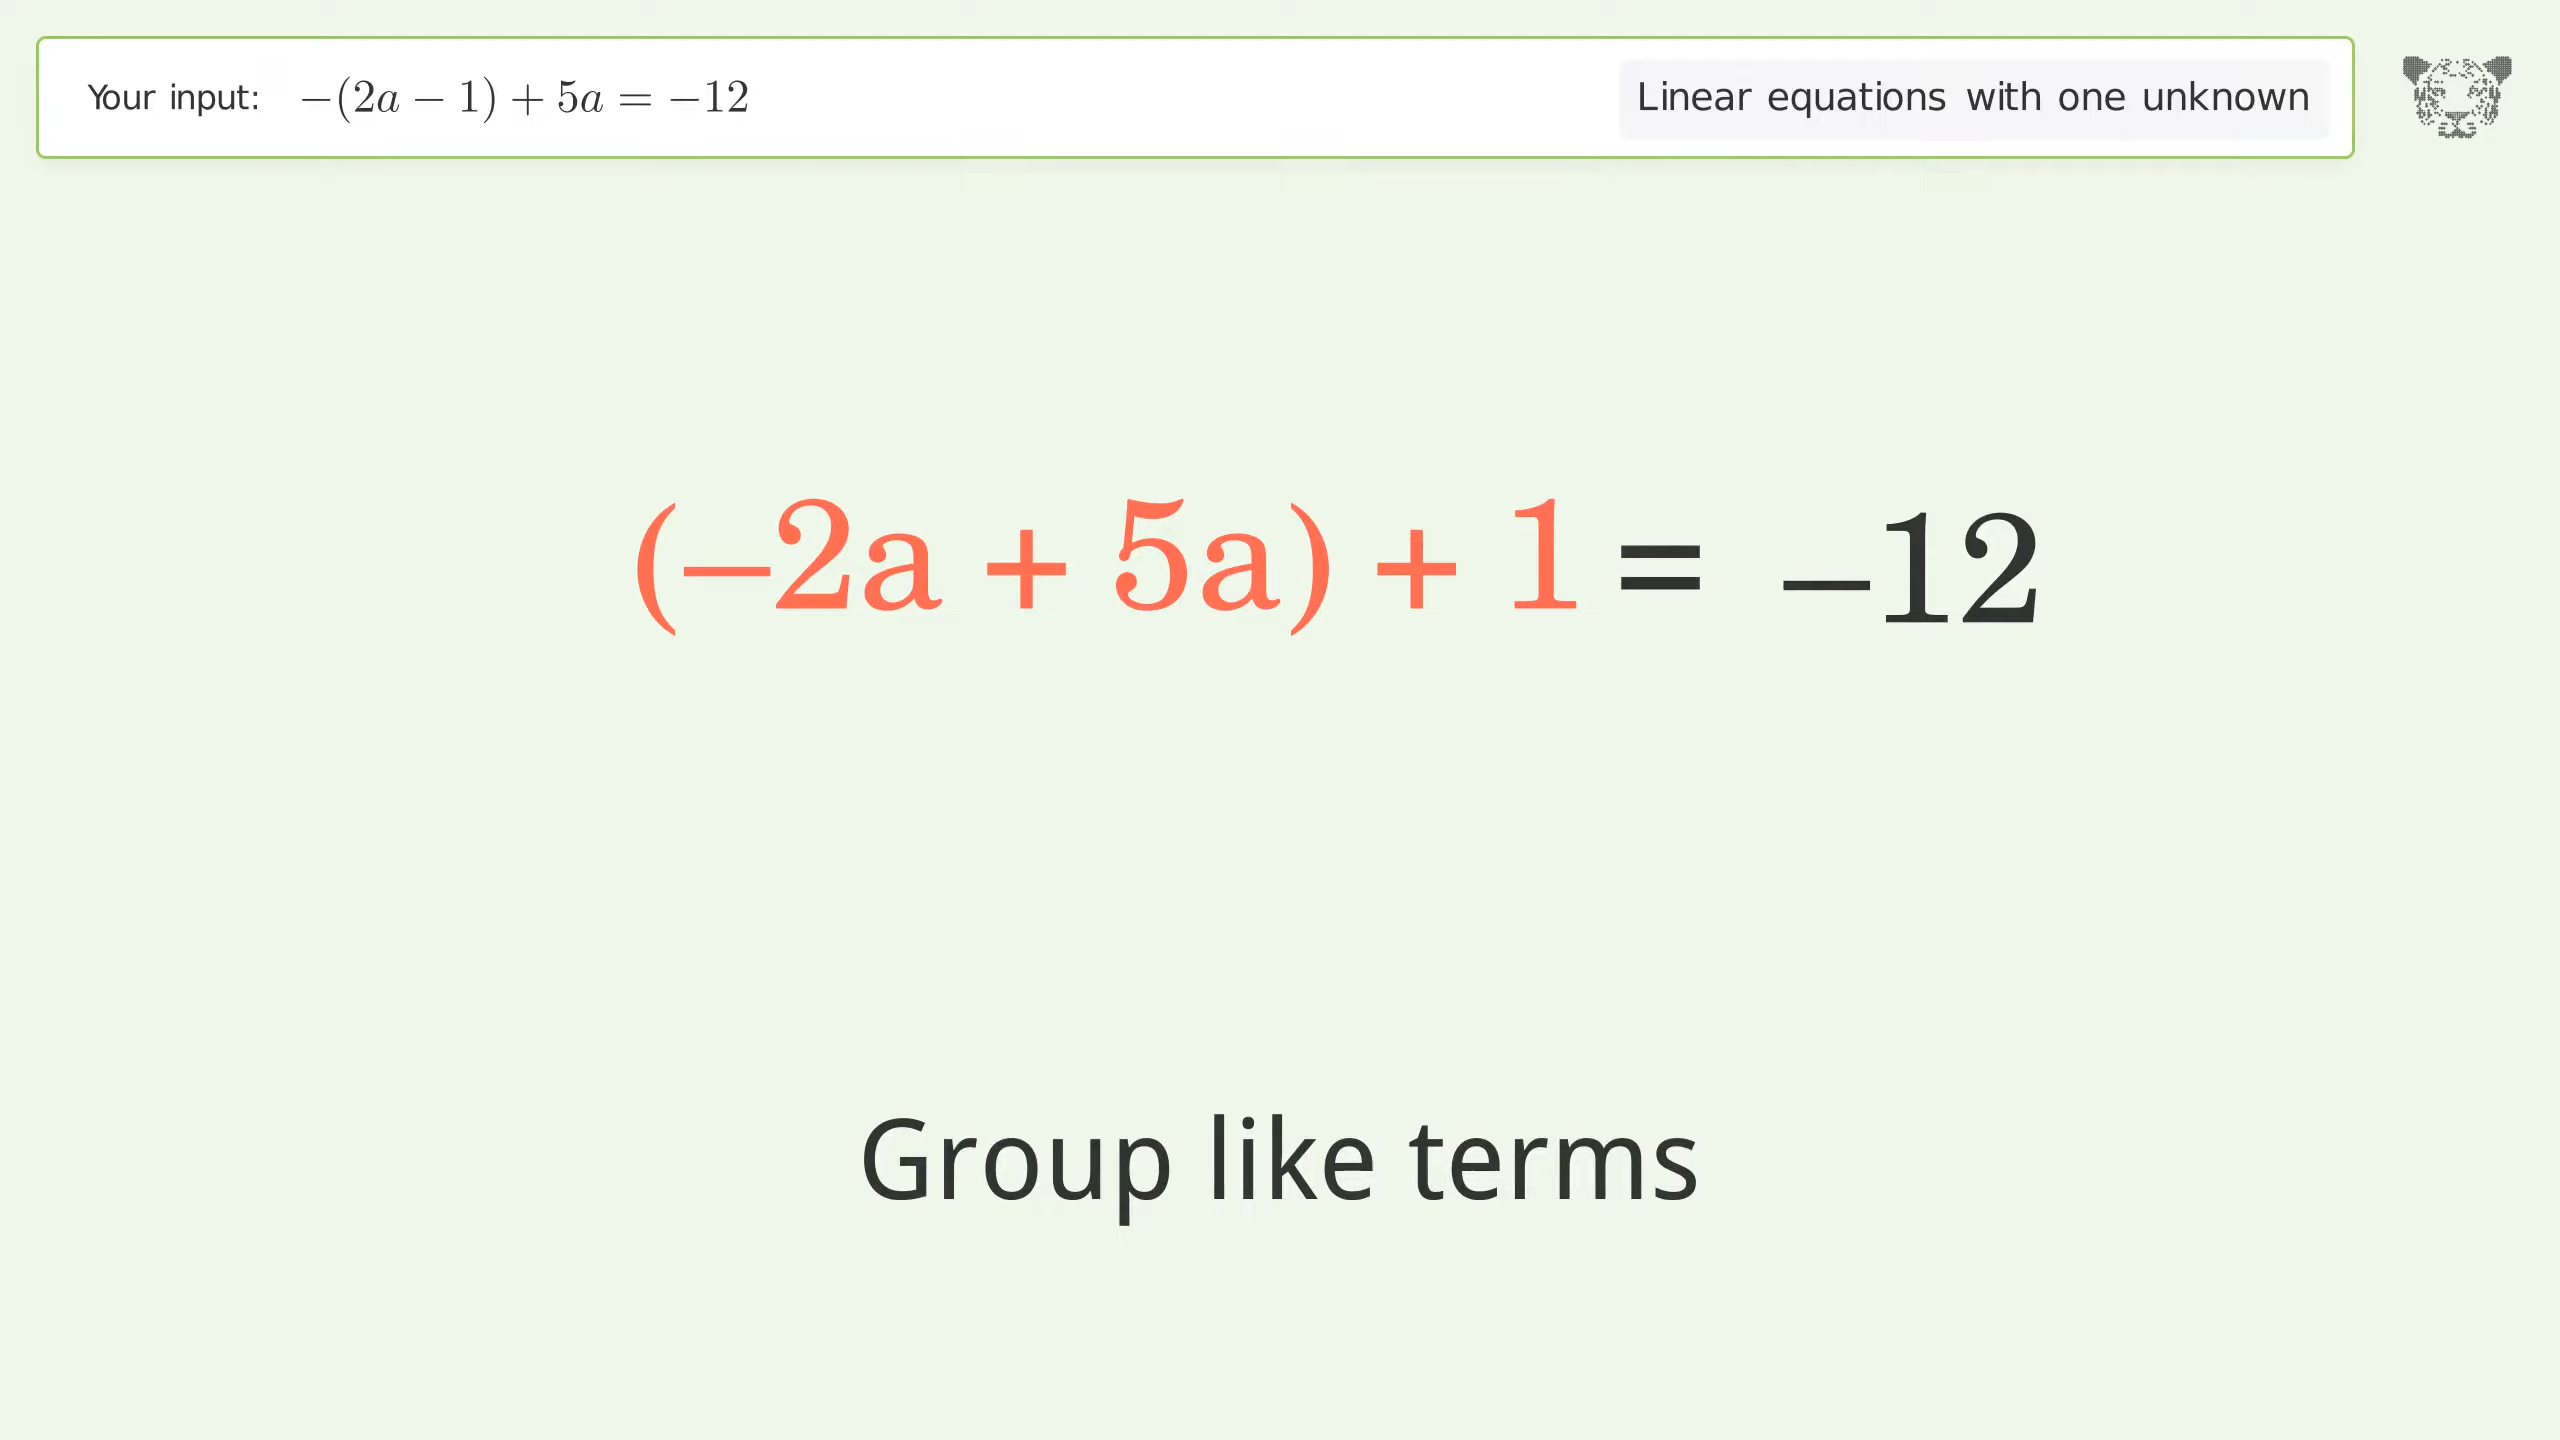 Your input: −(2a − 1) + 5a = −12
Linear equations with one unknown
(−2a + 5a) + 1 = −12
Group like terms